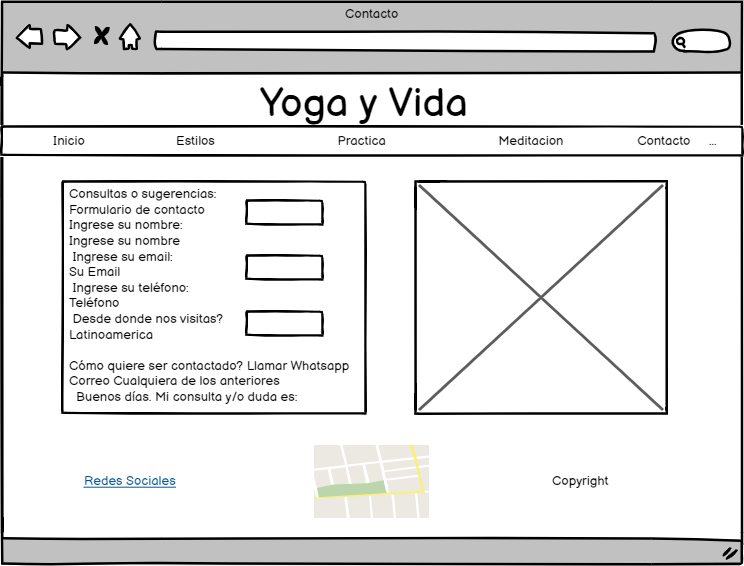 Contacto
Yoga y Vida
Inicio Estilos Practica Meditacion Contacto ...
Consultas o sugerencias:
Formulario de contacto
Ingrese su nombre:
Ingrese su nombre
Ingrese su email:
Su Email
Ingrese su teléfono:
Teléfono
Desde donde nos visitas?
Latinoamerica
Cómo quiere ser contactado? Llamar Whatsapp
Correo Cualquiera de los anteriores
Buenos días. Mi consulta y/o duda es:
Redes Sociales
Copyright